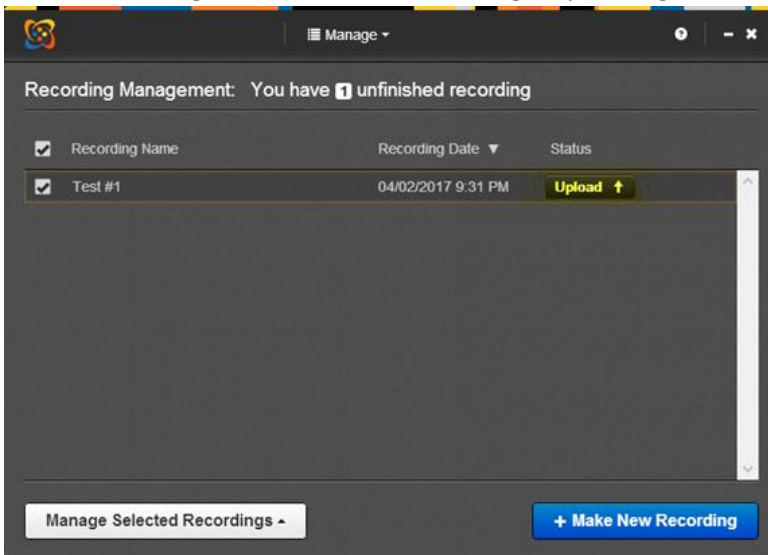 Manage
Recording Management: You have 1 unfinished recording
Recording Name Recording Date ▼ Status
Test #1 04/02/2017 9:31 PM Upload
Manage Selected Recordings
+ Make New Recording